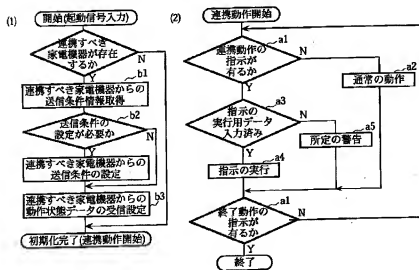 (1)
開始(起動信号入力)
連携すべき
家電機器が存在
するか
N
Y
b1
連携すべき家電機器からの
送信条件情報取得
b2
送信条件の
設定が必要か
N
Y
連携すべき家電機器からの
送信条件の設定
b3
連携すべき家電機器からの
動作状態データの受信設定
初期化完了(連携動作開始)
(2)
連携動作開始
a1
連携動作の
指示が
有るか
N
Y
a2
通常の動作
a3
指示の
実行用データ
入力済み
N
Y
a5
所定の警告
a4
指示の実行
a1
終了動作の
指示が
有るか
N
Y
終了